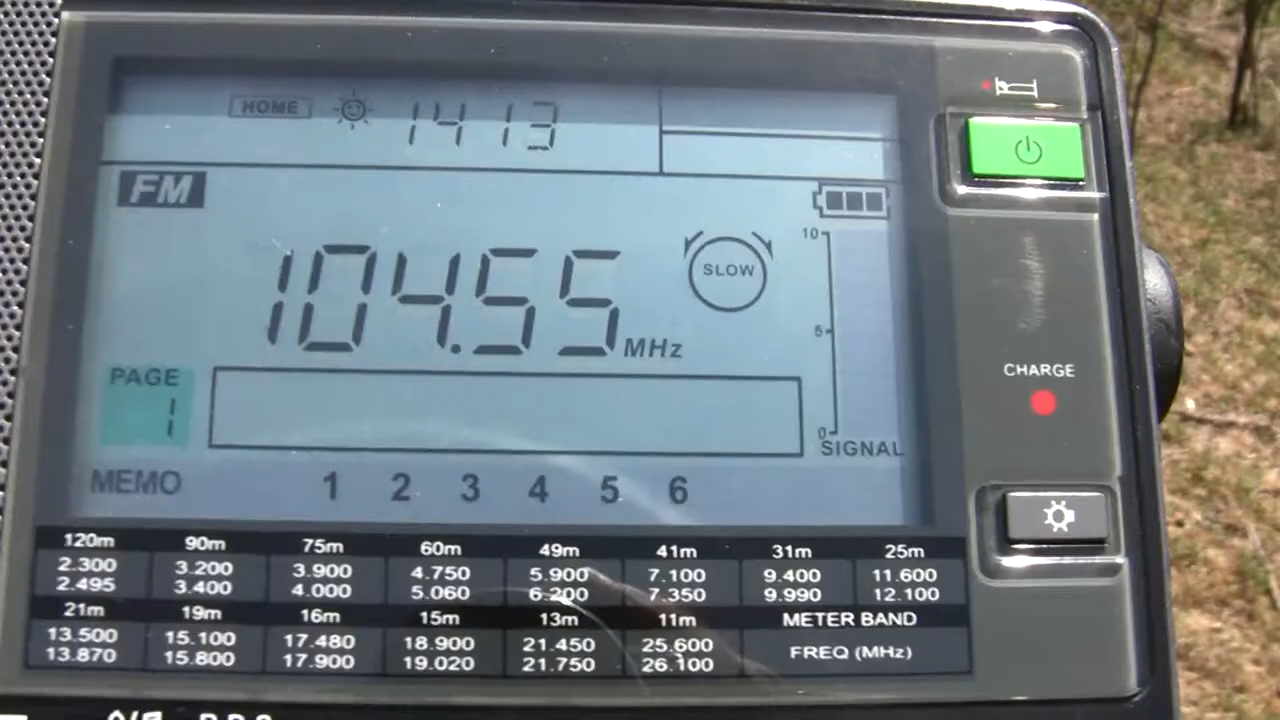 HOME 1413
FM
10
104.55 MHz SLOW
5
PAGE
1
0
SIGNAL
MEMO 1 2 3 4 5 6
CHARGE
120m 90m 75m 60m 49m 41m 31m 25m
2.300 3.200 3.900 4.750 5.900 7.100 9.400 11.600
2.495 3.400 4.000 5.060 6.200 7.350 9.990 12.100
21m 19m 16m 15m 13m 11m METER BAND
13.500 15.100 17.480 18.900 21.450 25.600 FREQ (MHz)
13.870 15.800 17.900 19.020 21.750 26.100